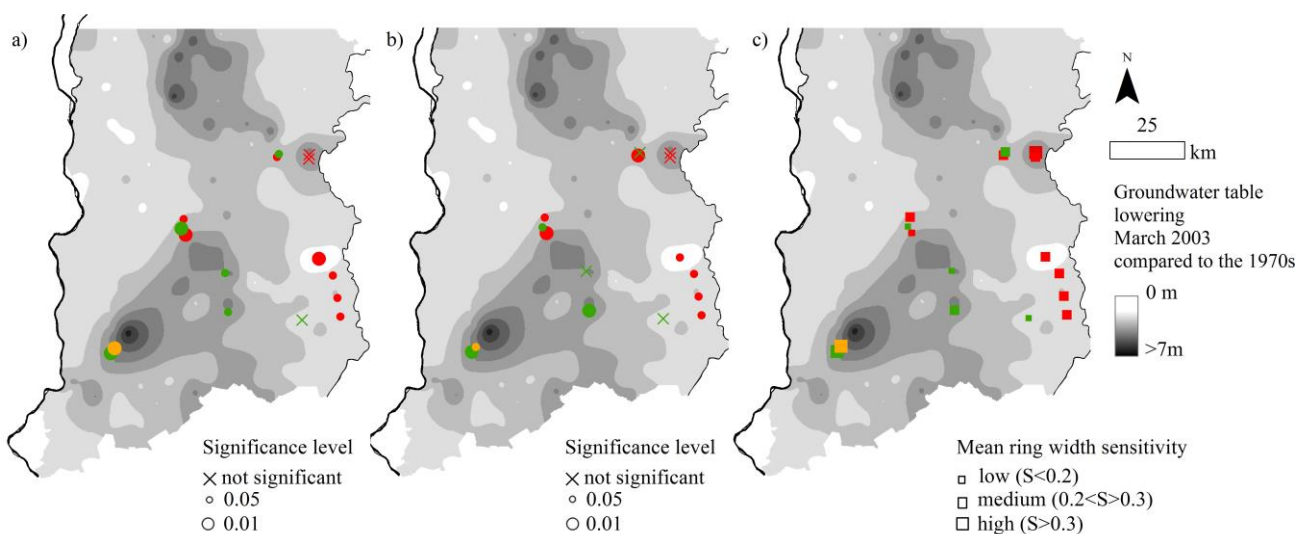 a)
b)
c)
N
25
km
Groundwater table
lowering
March 2003
compared to the 1970s
0 m
>7m
Significance level
not significant
0.05
0.01
Significance level
not significant
0.05
0.01
Mean ring width sensitivity
low (S<0.2)
medium (0.2<S>0.3)
high (S>0.3)